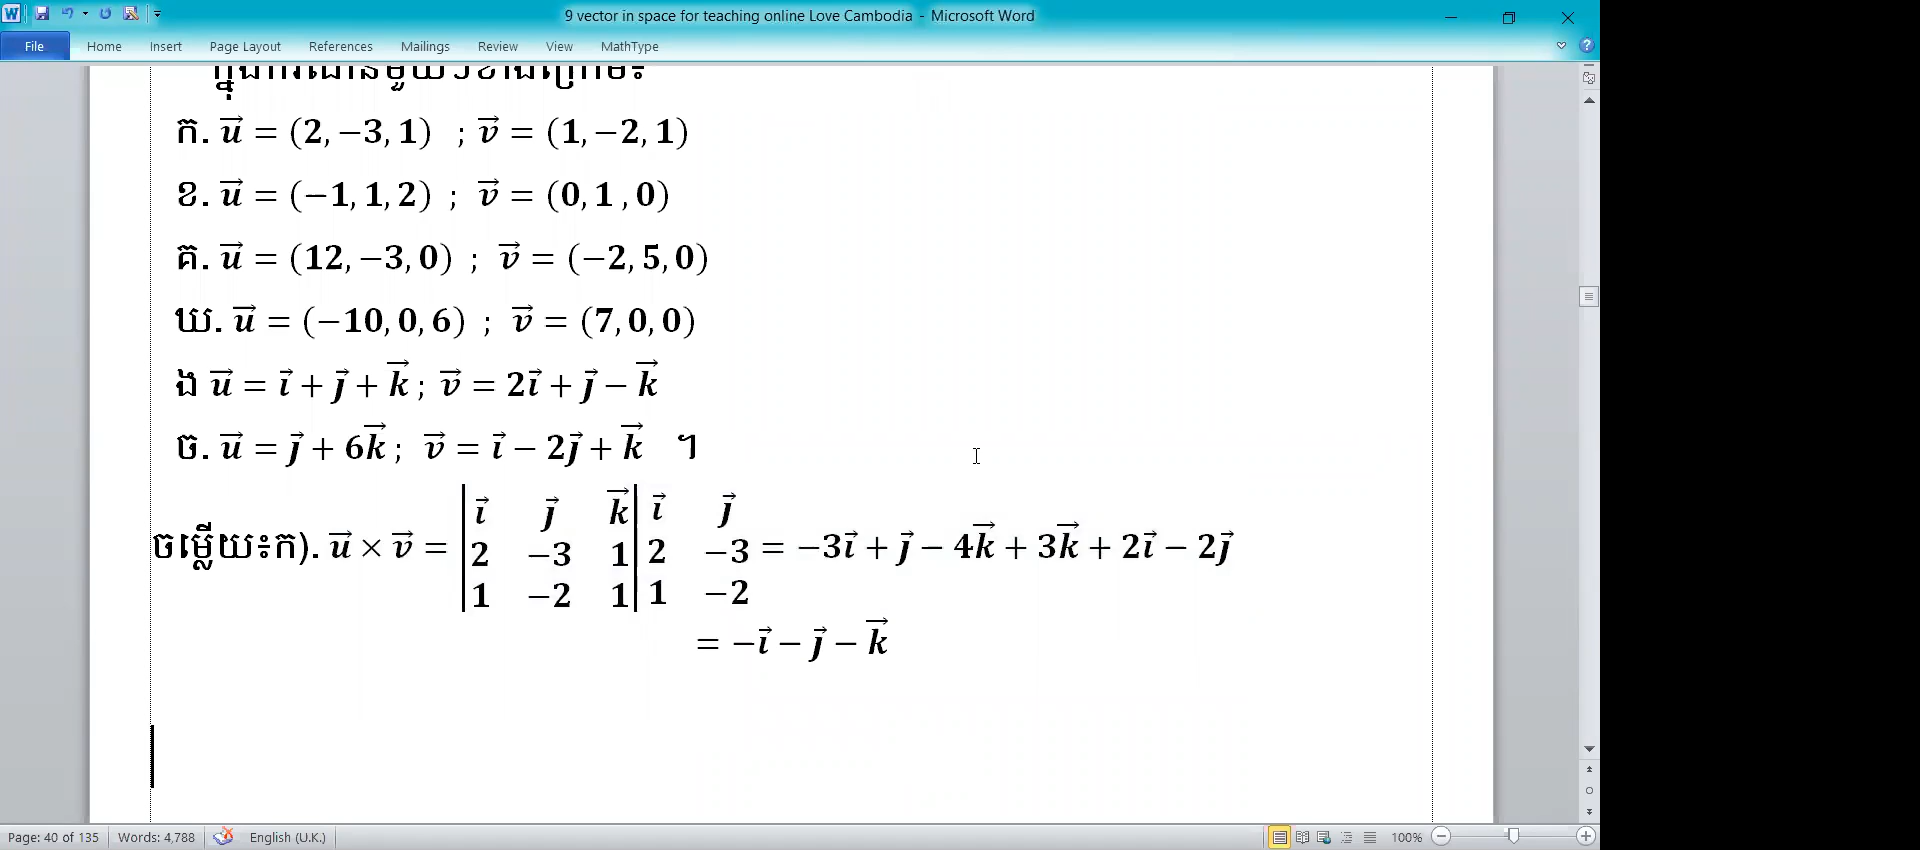 9 vector in space for teaching online Love Cambodia - Microsoft Word
File Home Insert Page Layout References Mailings Review View MathType
ក. u⃗ = (2, −3, 1) ; v⃗ = (1, −2, 1)
ខ. u⃗ = (−1, 1, 2) ; v⃗ = (0, 1 , 0)
គ. u⃗ = (12, −3, 0) ; v⃗ = (−2, 5, 0)
ឃ. u⃗ = (−10, 0, 6) ; v⃗ = (7, 0, 0)
ង u⃗ = i⃗ + j⃗ + k⃗ ; v⃗ = 2i⃗ + j⃗ − k⃗
ច. u⃗ = j⃗ + 6k⃗ ; v⃗ = i⃗ − 2j⃗ + k⃗ ។
i⃗ j⃗ k⃗ | i⃗ j⃗
ចម្លើយ៖ក). u⃗ × v⃗ = | 2 −3 1 | 2 −3 = −3i⃗ + j⃗ − 4k⃗ + 3k⃗ + 2i⃗ − 2j⃗
1 −2 1 | 1 −2
= −i⃗ − j⃗ − k⃗
Page: 40 of 135 Words: 4,788 English (U.K.) 100%